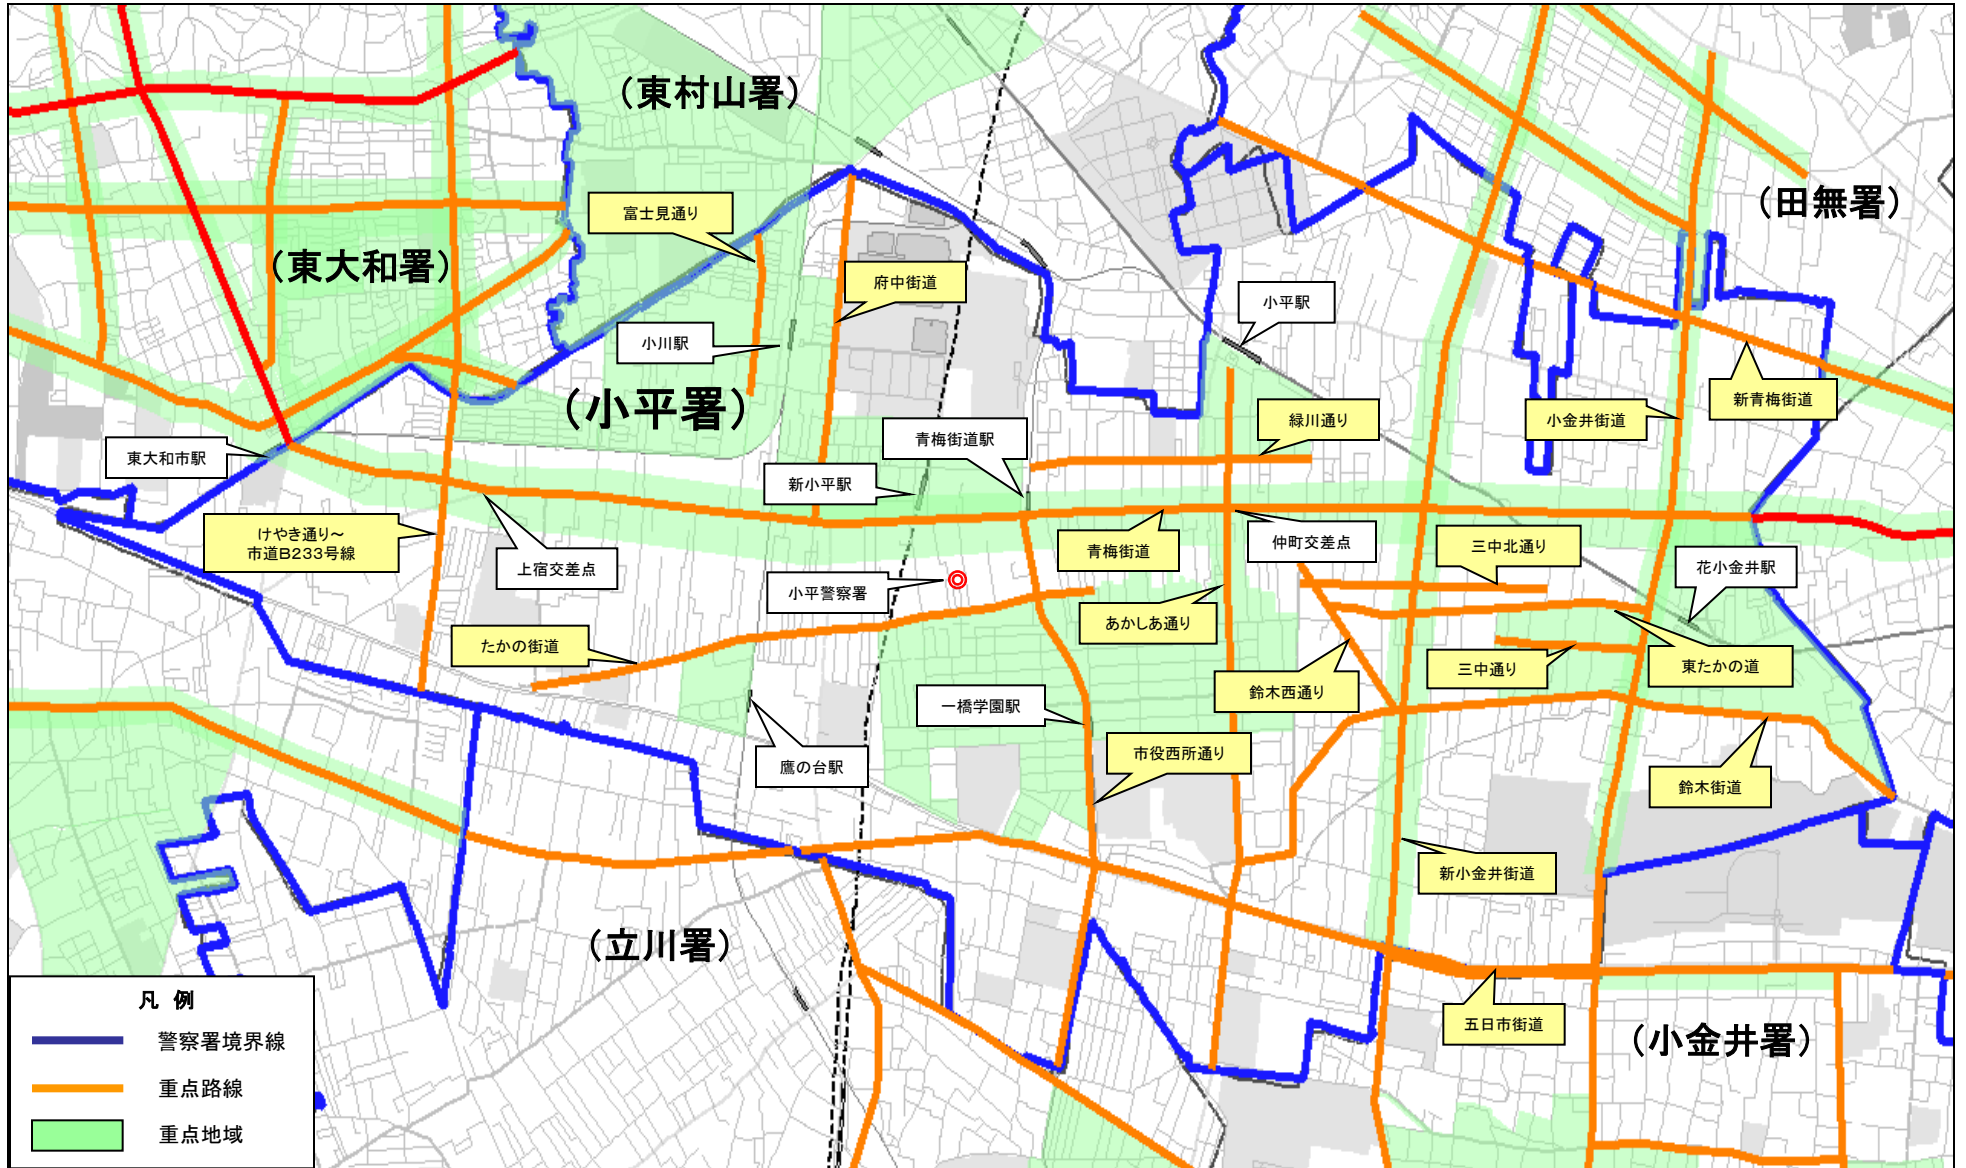 (東村山署)
(田無署)
富士見通り
(東大和署)
府中街道
小平駅
小川駅
(小平署)
緑川通り
小金井街道
新青梅街道
東大和市駅
青梅街道駅
新小平駅
けやき通り～
市道B233号線
上宿交差点
青梅街道
仲町交差点
三中北通り
花小金井駅
小平警察署
あかしあ通り
たかの街道
三中通り
東たかの道
一橋学園駅
鈴木西通り
市役西所通り
鷹の台駅
鈴木街道
新小金井街道
(立川署)
五日市街道
(小金井署)
凡 例
警察署境界線
重点路線
重点地域